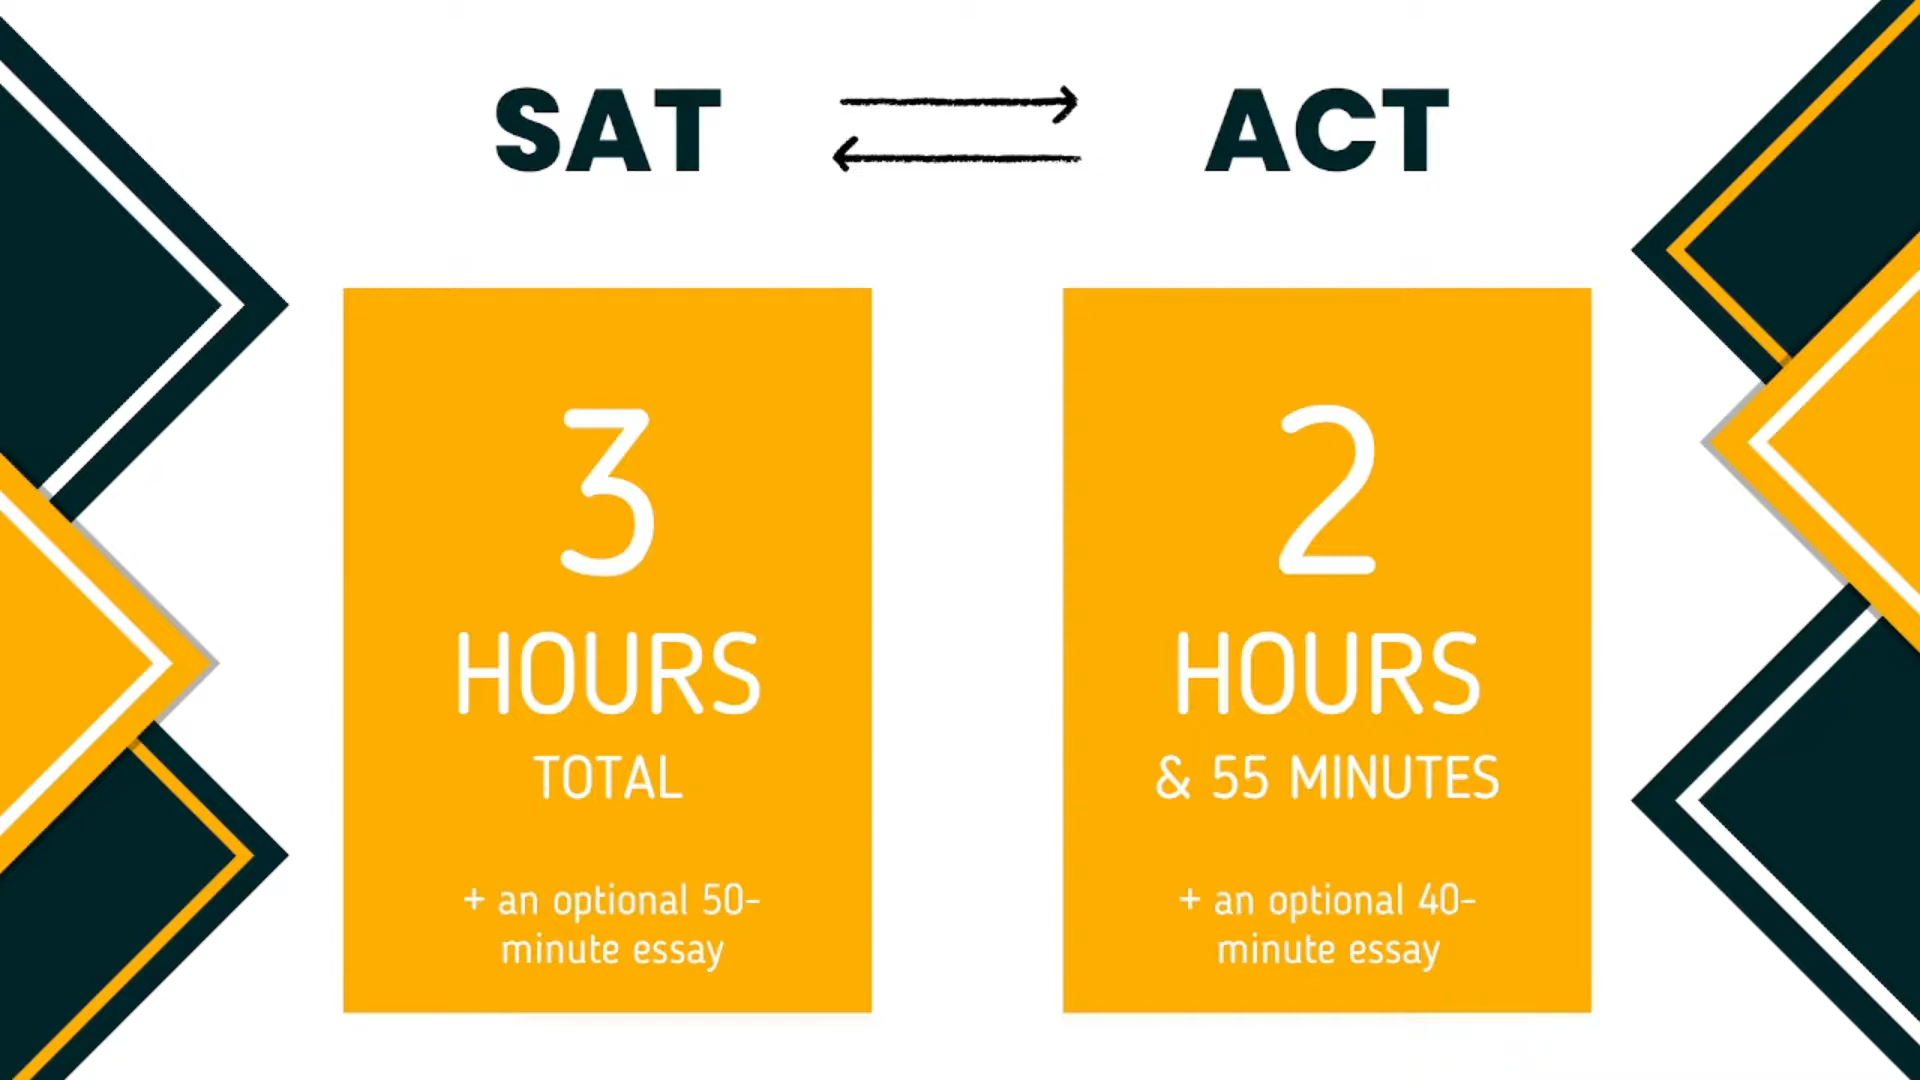 SAT
ACT
3
HOURS
TOTAL
+ an optional 50-
minute essay
2
HOURS
& 55 MINUTES
+ an optional 40-
minute essay